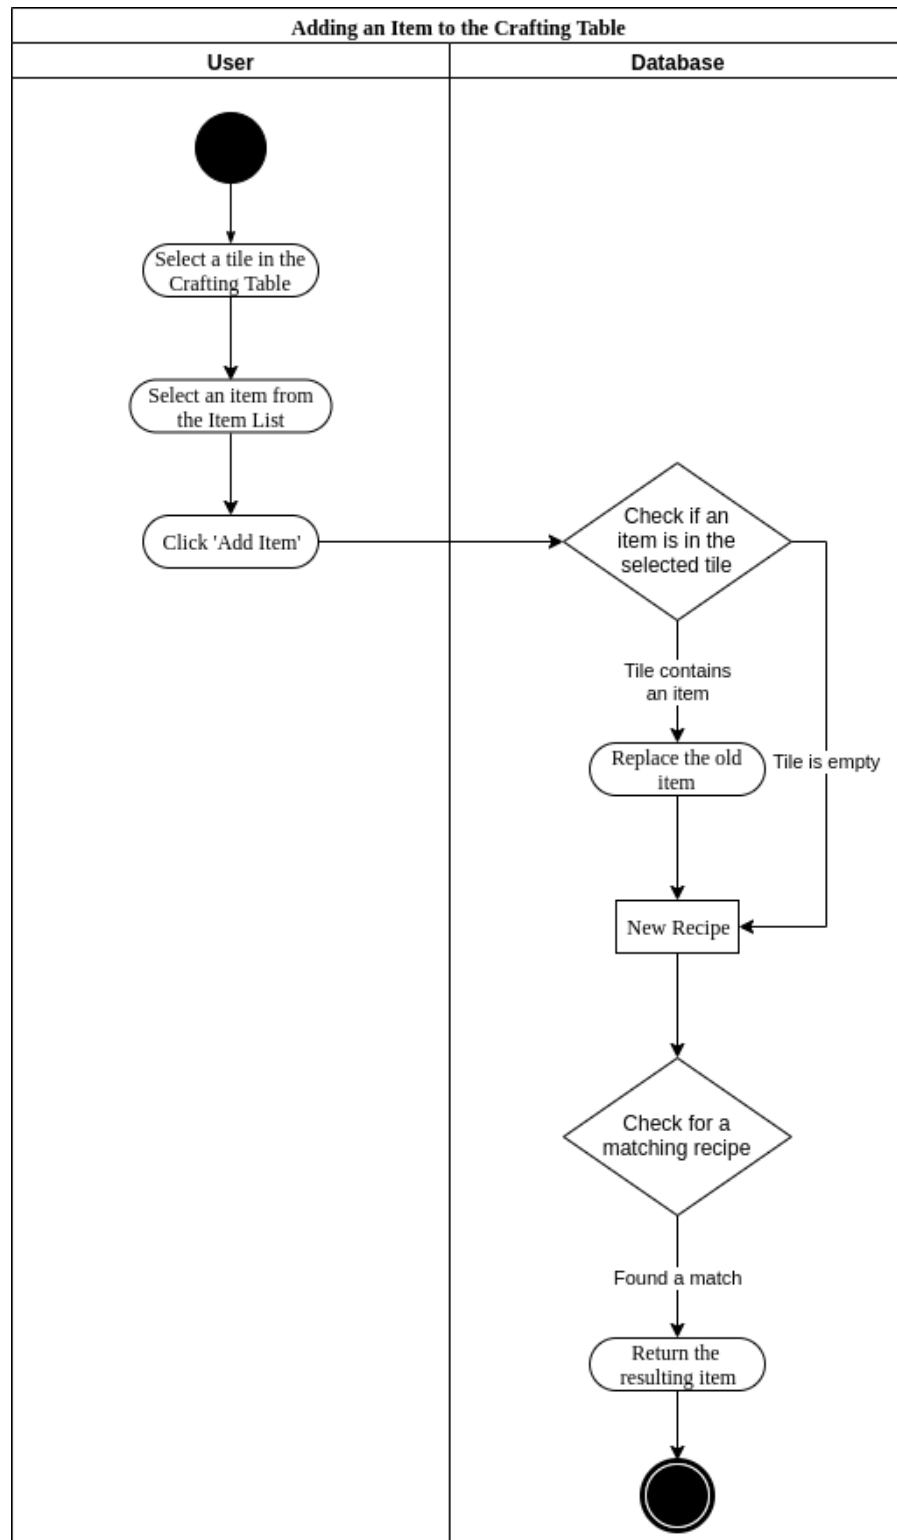 Adding an Item to the Crafting Table
User
Database
Select a tile in the
Crafting Table
Select an item from
the Item List
Click 'Add Item'
Check if an
item is in the
selected tile
Tile contains
an item
Replace the old
item
Tile is empty
New Recipe
Check for a
matching recipe
Found a match
Return the
resulting item